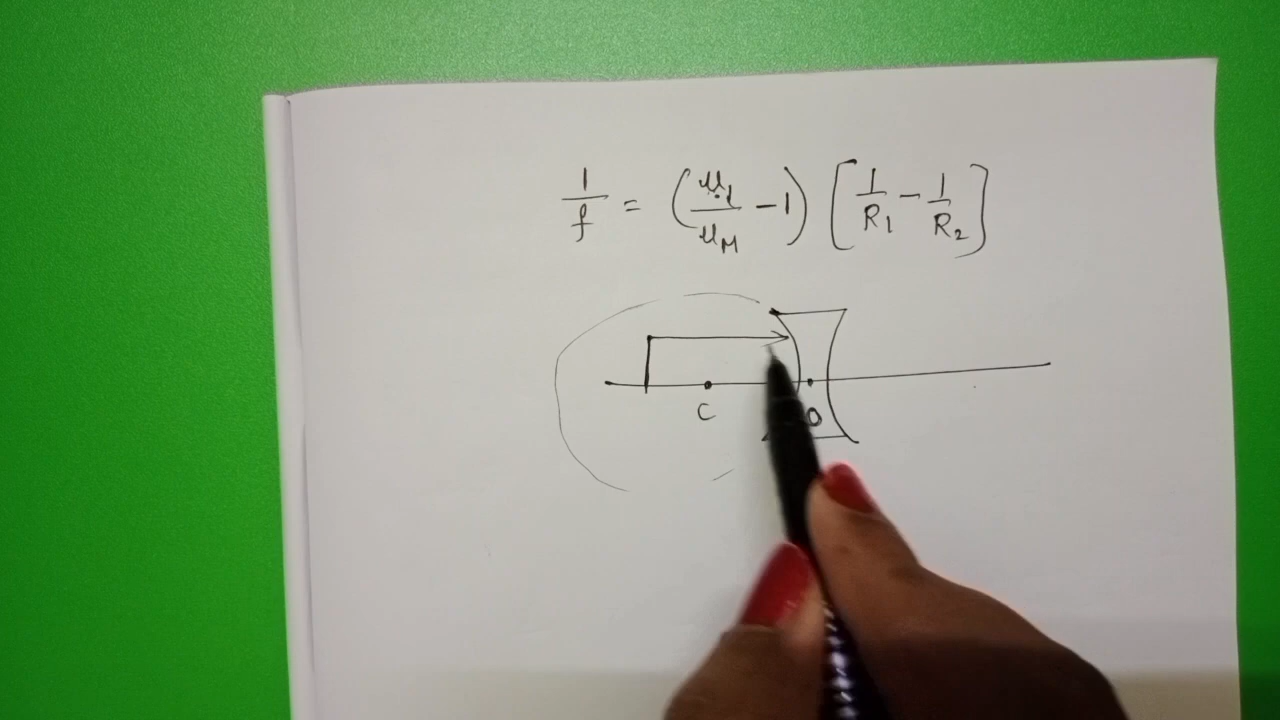 1/f = (μl/μM − 1) [1/R1 − 1/R2]
C O